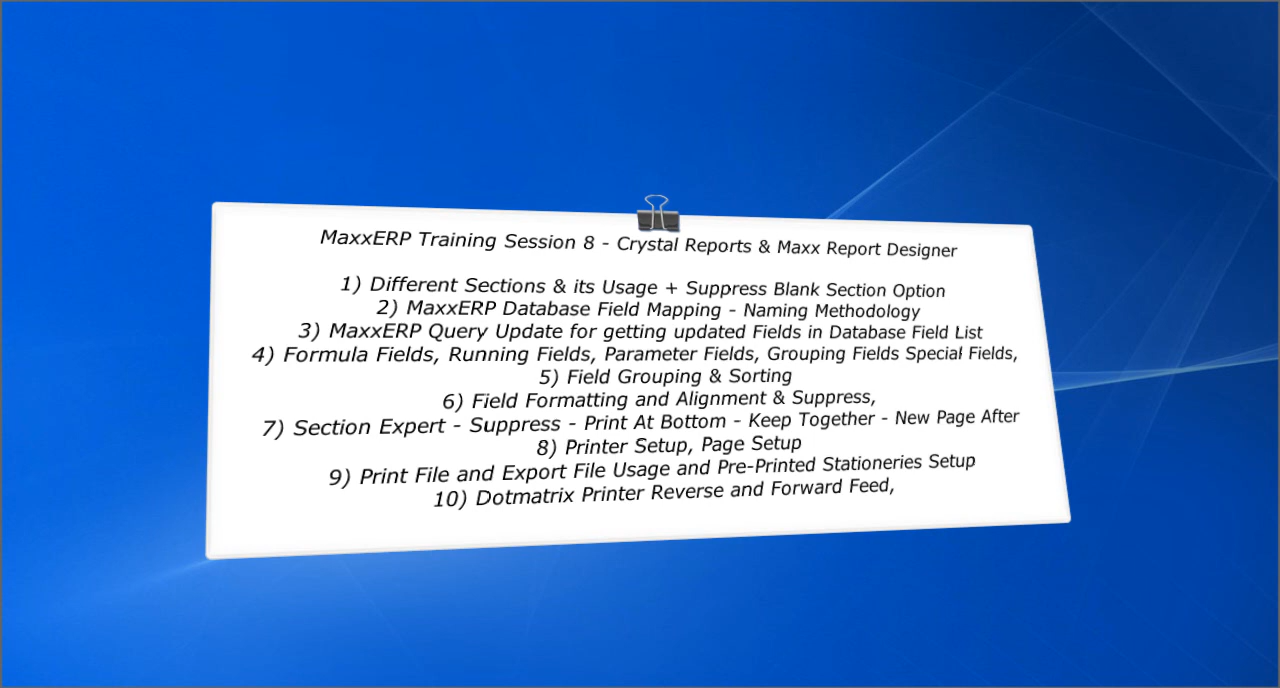 MaxxERP Training Session 8 - Crystal Reports & Maxx Report Designer
1) Different Sections & its Usage + Suppress Blank Section Option
2) MaxxERP Database Field Mapping - Naming Methodology
3) MaxxERP Query Update for getting updated Fields in Database Field List
4) Formula Fields, Running Fields, Parameter Fields, Grouping Fields Special Fields,
5) Field Grouping & Sorting
6) Field Formatting and Alignment & Suppress,
7) Section Expert - Suppress - Print At Bottom - Keep Together - New Page After
8) Printer Setup, Page Setup
9) Print File and Export File Usage and Pre-Printed Stationeries Setup
10) Dotmatrix Printer Reverse and Forward Feed,